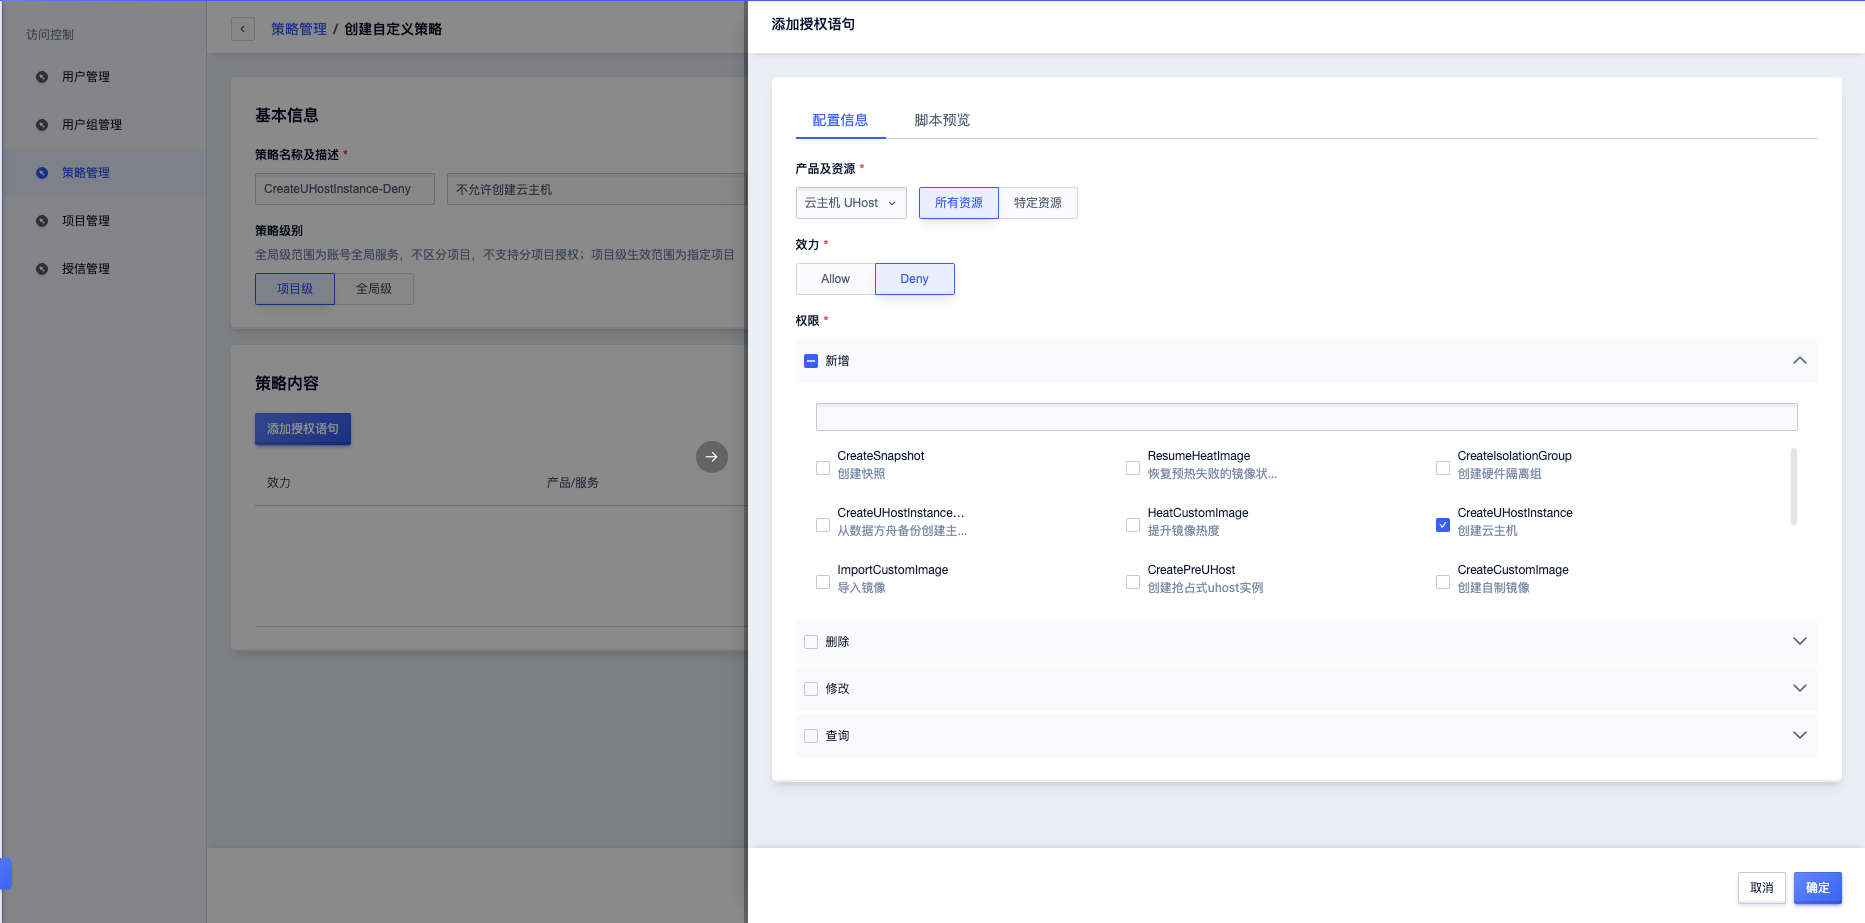 访问控制
用户管理
用户组管理
策略管理
项目管理
授信管理
策略管理 / 创建自定义策略
基本信息
策略名称及描述 *
CreateUHostInstance-Deny
不允许创建云主机
策略级别
全局级范围为账号全局服务，不区分项目，不支持分项目授权；项目级生效范围为指定项目
项目级
全局级
策略内容
添加授权语句
效力
产品/服务
添加授权语句
配置信息
脚本预览
产品及资源 *
云主机 UHost
所有资源
特定资源
效力 *
Allow
Deny
权限 *
新增
CreateSnapshot
创建快照
ResumeHeatImage
恢复预热失败的镜像状...
CreateIsolationGroup
创建硬件隔离组
CreateUHostInstance...
从数据方舟备份创建主...
HeatCustomImage
提升镜像热度
CreateUHostInstance
创建云主机
ImportCustomImage
导入镜像
CreatePreUHost
创建抢占式uhost实例
CreateCustomImage
创建自制镜像
删除
修改
查询
取消
确定